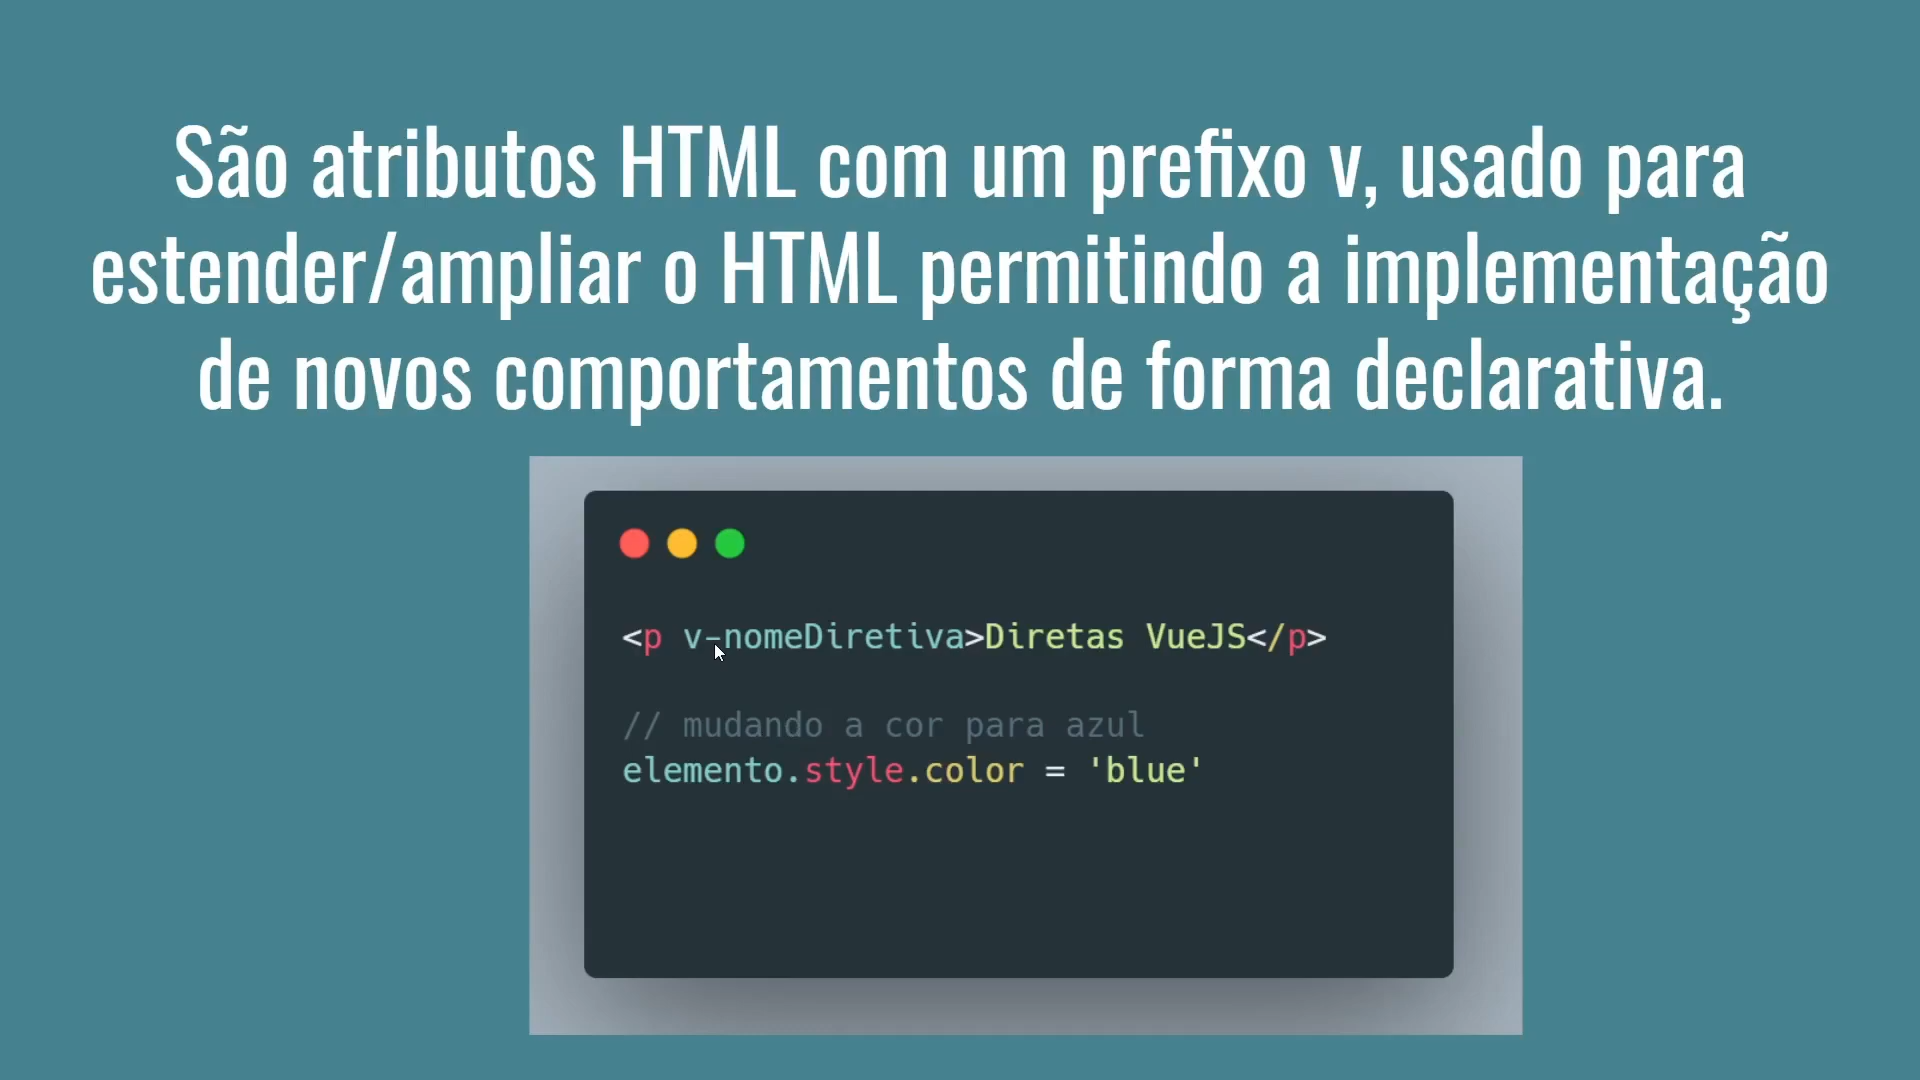 São atributos HTML com um prefixo v, usado para
estender/ampliar o HTML permitindo a implementação
de novos comportamentos de forma declarativa.
<p v-nomeDiretiva>Diretas VueJS</p>
// mudando a cor para azul
elemento.style.color = 'blue'